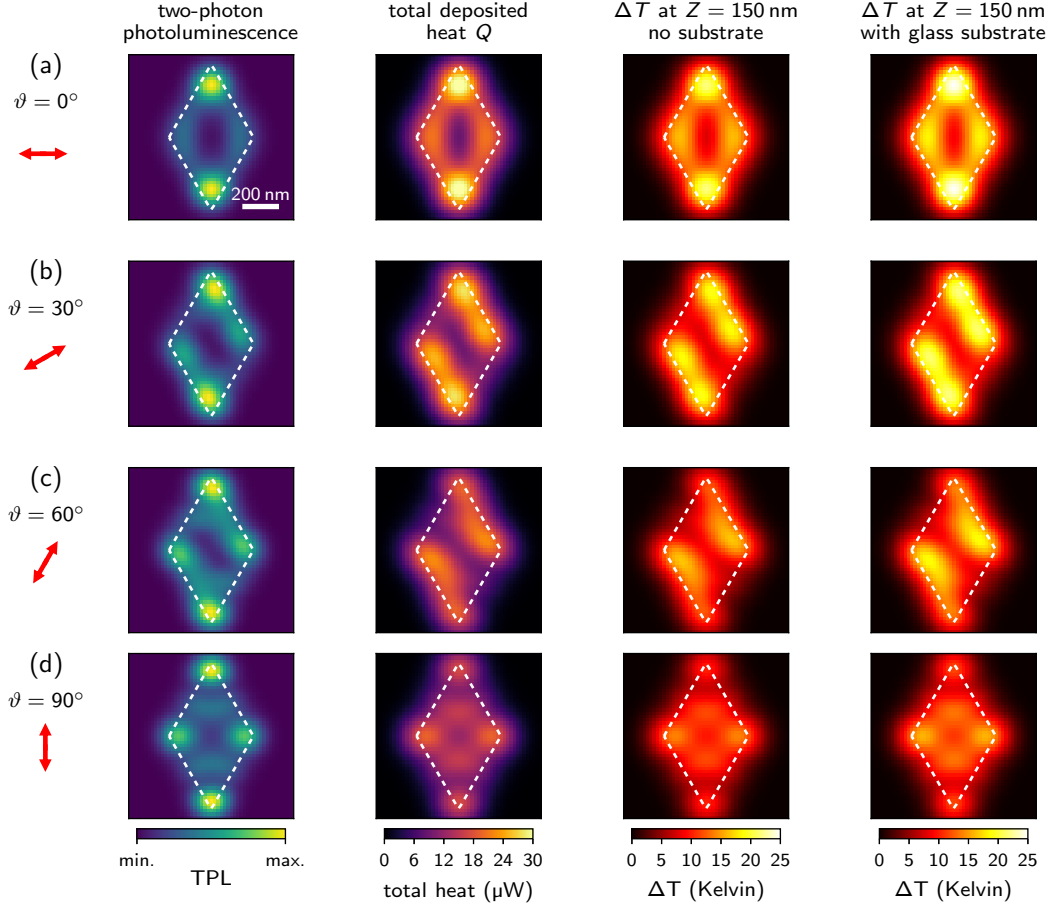 two-photon
photoluminescence
total deposited
heat Q
ΔT at Z = 150 nm
no substrate
ΔT at Z = 150 nm
with glass substrate
(a)
ϑ = 0°
200 nm
(b)
ϑ = 30°
(c)
ϑ = 60°
(d)
ϑ = 90°
min. max.
TPL
0 6 12 18 24 30
total heat (µW)
0 5 10 15 20 25
ΔT (Kelvin)
0 5 10 15 20 25
ΔT (Kelvin)